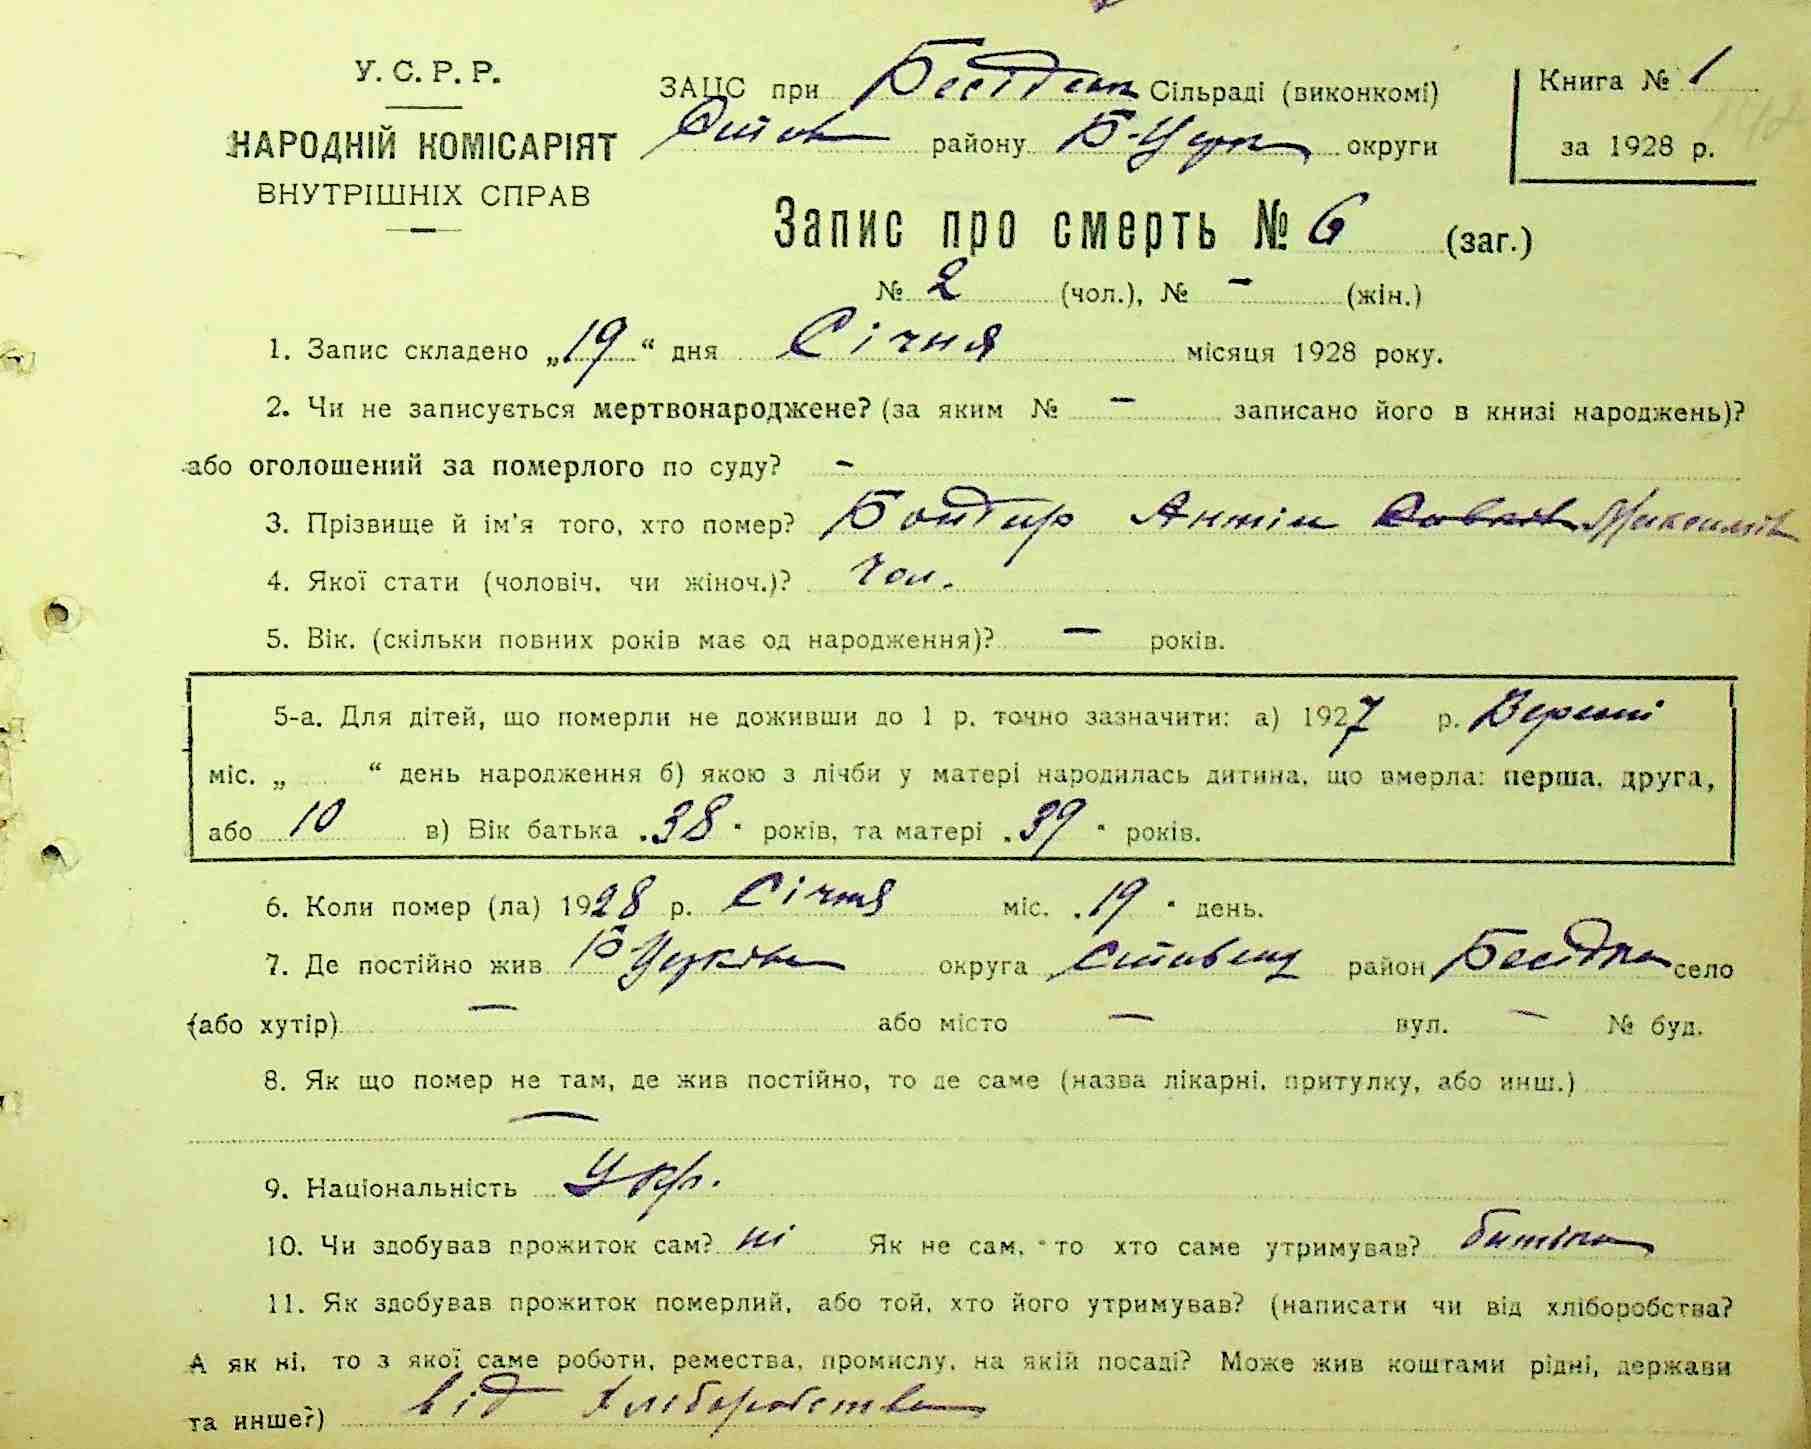 У. С. Р. Р.
НАРОДНІЙ КОМІСАРІЯТ
ВНУТРІШНІХ СПРАВ
ЗАЦС при Бесідк Сільраді (виконкомі)
Став району Б-Церк округи
Книга № 1
за 1928 р.
Запис про смерть № 6 (заг.)
№ 2 (чол.), № – (жін.)
1. Запис складено „19“ дня Січня місяця 1928 року.
2. Чи не записується мертвонароджене? (за яким № – записано його в книзі народжень)?
або оголошений за померлого по суду? –
3. Прізвище й ім'я того, хто помер? Антін Максимів
4. Якої стати (чоловіч. чи жіноч.)? Чол.
5. Вік. (скільки повних років має од народження)? – років.
5-а. Для дітей, що померли не доживши до 1 р. точно зазначити: а) 1927 р. Вересні
міс. „ “ день народження б) якою з лічби у матері народилась дитина, що вмерла: перша, друга,
або 10 в) Вік батька „38“ років, та матері „39“ років.
6. Коли помер (ла) 1928 р. Січня міс. „19“ день.
7. Де постійно жив Б-Церківа округа Ставищ район Бесідка село
(або хутір) – або місто – вул. – № буд.
8. Як що помер не там, де жив постійно, то де саме (назва лікарні, притулку, або инш.)
–
9. Національність Укр.
10. Чи здобував прожиток сам? ні Як не сам, то хто саме утримував? батько
11. Як здобував прожиток померлий, або той, хто його утримував? (написати чи від хліборобства?
А як ні, то з якої саме роботи, ремества, промислу, на якій посаді? Може жив коштами рідні, держави
та инше?) від Хліборобства